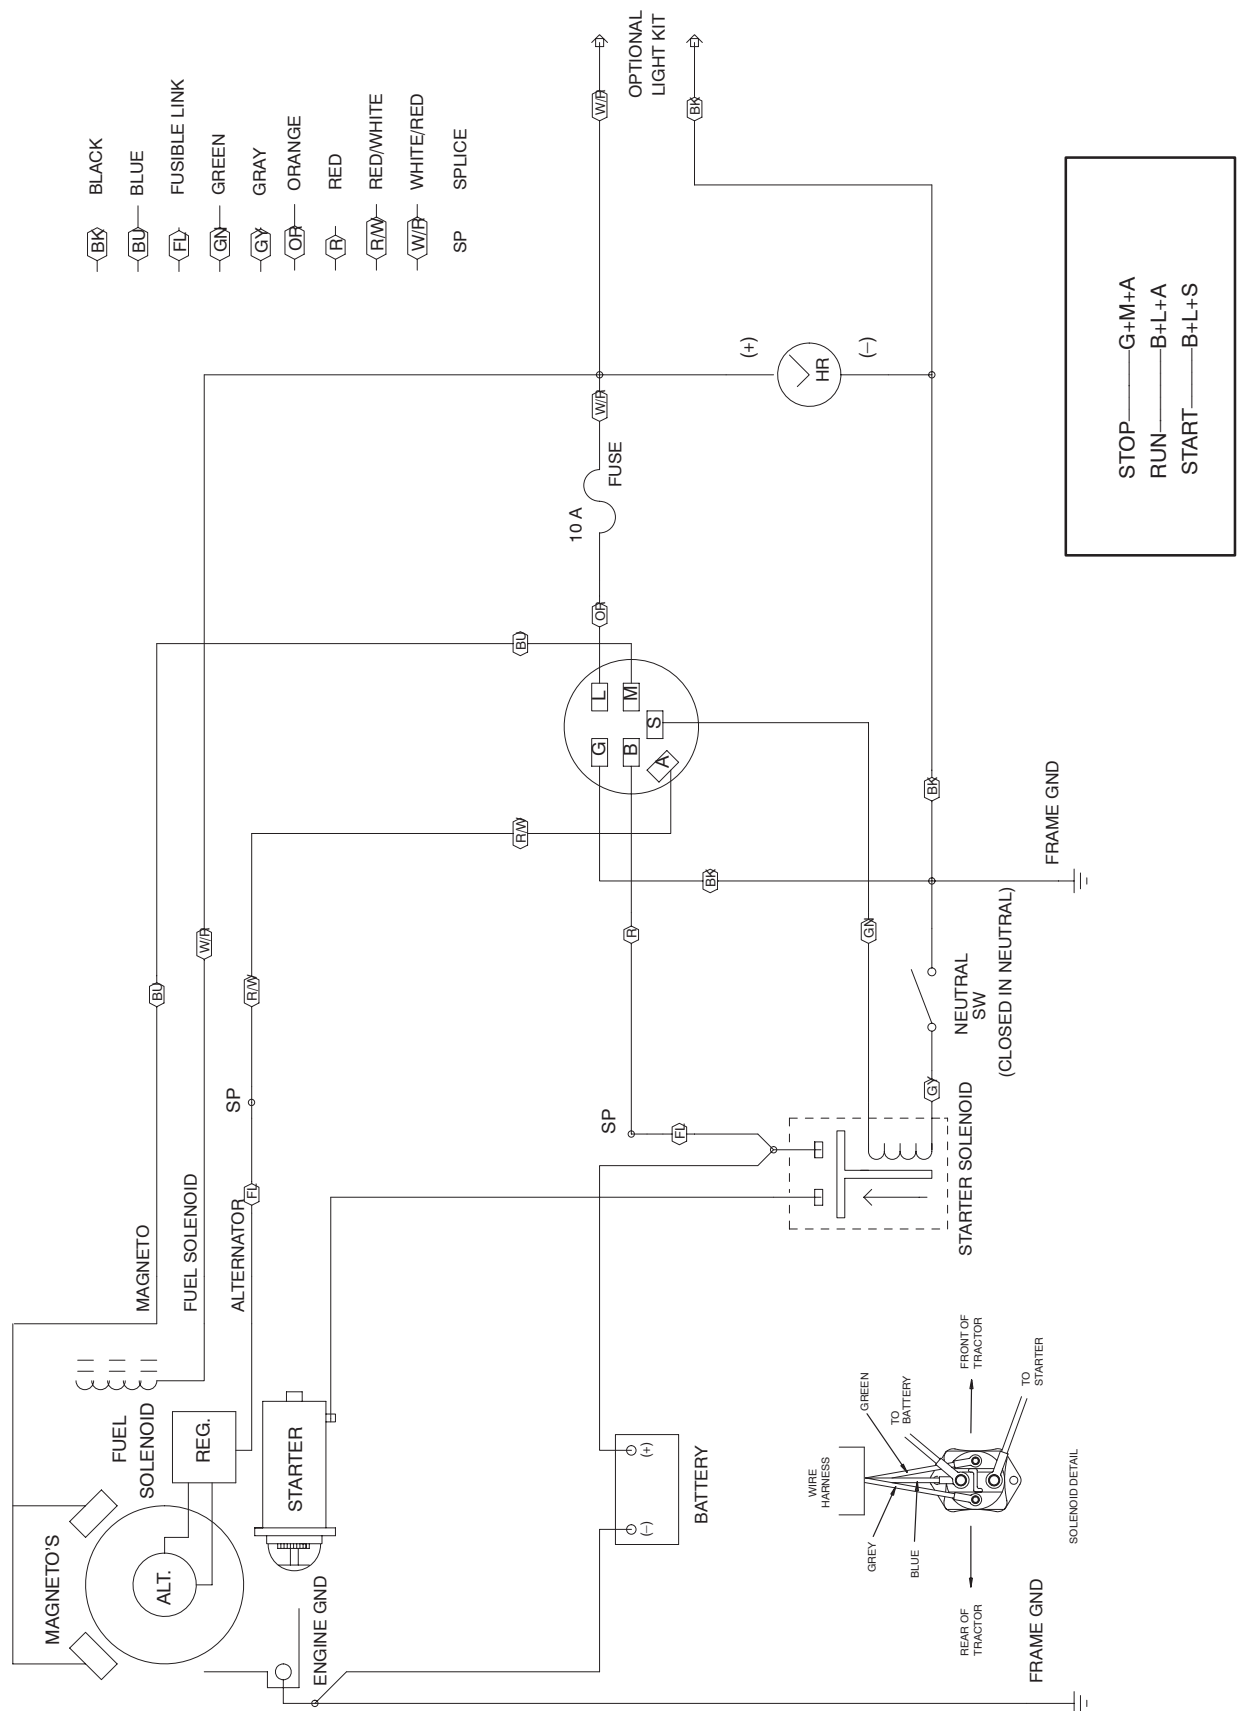 BK BLACK
BU BLUE
FL FUSIBLE LINK
GN GREEN
GY GRAY
OR ORANGE
R RED
R/W RED/WHITE
W/R WHITE/RED
SP SPLICE
MAGNETO'S
ALT.
REG.
FUEL
SOLENOID
MAGNETO
FUEL SOLENOID
ALTERNATOR
BU
W/R
FL
SP
R/W
STARTER
ENGINE GND
R/W
BU
BATTERY
(–)
(+)
SP
FL
R
G
L
B
M
A
S
OR
10 A
FUSE
W/R
W/R
OPTIONAL
LIGHT KIT
BK
BK
(+)
HR
(–)
GN
GY
BK
STARTER SOLENOID
NEUTRAL
SW
(CLOSED IN NEUTRAL)
FRAME GND
WIRE
HARNESS
GREY
BLUE
GREEN
TO
BATTERY
REAR OF
TRACTOR
FRONT OF
TRACTOR
TO
STARTER
SOLENOID DETAIL
FRAME GND
STOP G+M+A
RUN B+L+A
START B+L+S